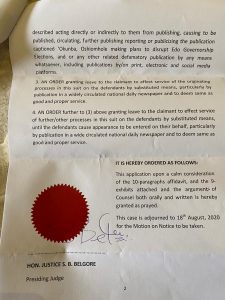 described acting directly or indirectly to them from publishing, causing to be
published, circulating, further publishing reporting or publicizing the publication
captioned 'Okunba, Oshiomhole making plans to disrupt Edo Governorship
Elections, and or any other related defamatory publication by any means
whatsoever, including publications by/on print, electronic and social media
platforms.
3. AN ORDER granting leave to the claimant to affect service of the originating
processes in this suit on the defendants by substituted means, particularly by
publication in a widely circulated national daily newspaper and to deem same as
good and proper service.
4. AN ORDER further to (3) above granting leave to the claimant to affect service
of further/other processes in this suit on the defendants by substituted means,
until the defendants cause appearance to be entered on their behalf, particularly
by publication in a wide circulated national daily newspaper and to deem same as
good and proper service.
IT IS HEREBY ORDERED AS FOLLOWS:
This application upon a calm consideration
of the 10-paragraphs affidavit, and the 9-
exhibits attached and the arguments of
Counsel both orally and written is hereby
granted as prayed.
This case is adjourned to 18th August, 2020
for the Motion on Notice to be taken.
HON. JUSTICE S. B. BELGORE
Presiding Judge
2